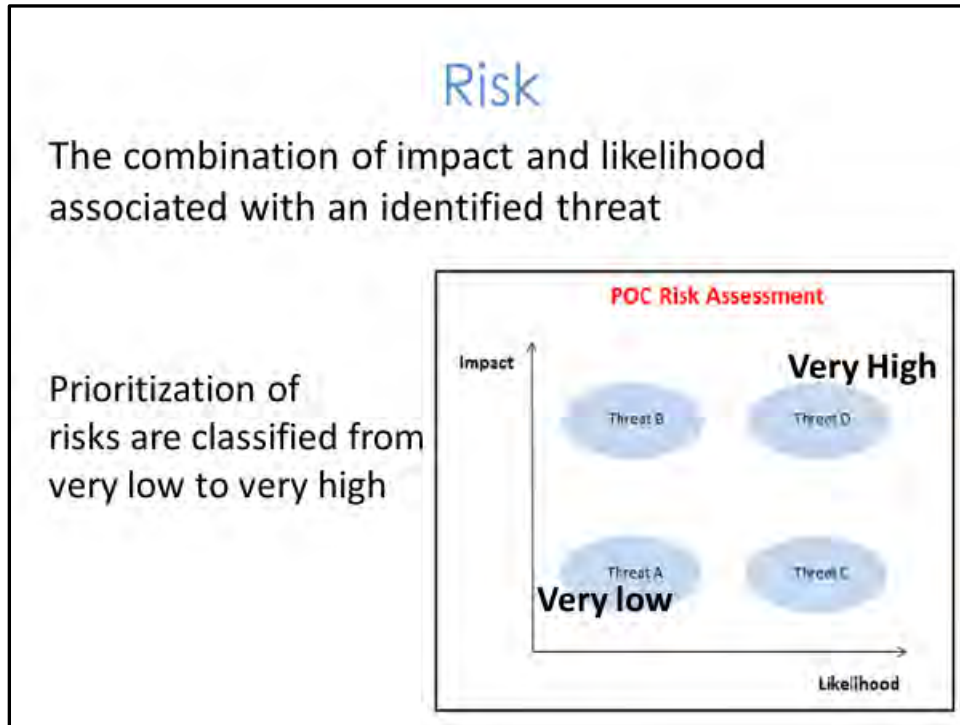 Risk
The combination of impact and likelihood
associated with an identified threat
Prioritization of
risks are classified from
very low to very high
POC Risk Assessment
Impact
Very High
Threat B
Threat D
Threat A
Threat C
Very low
Likelihood